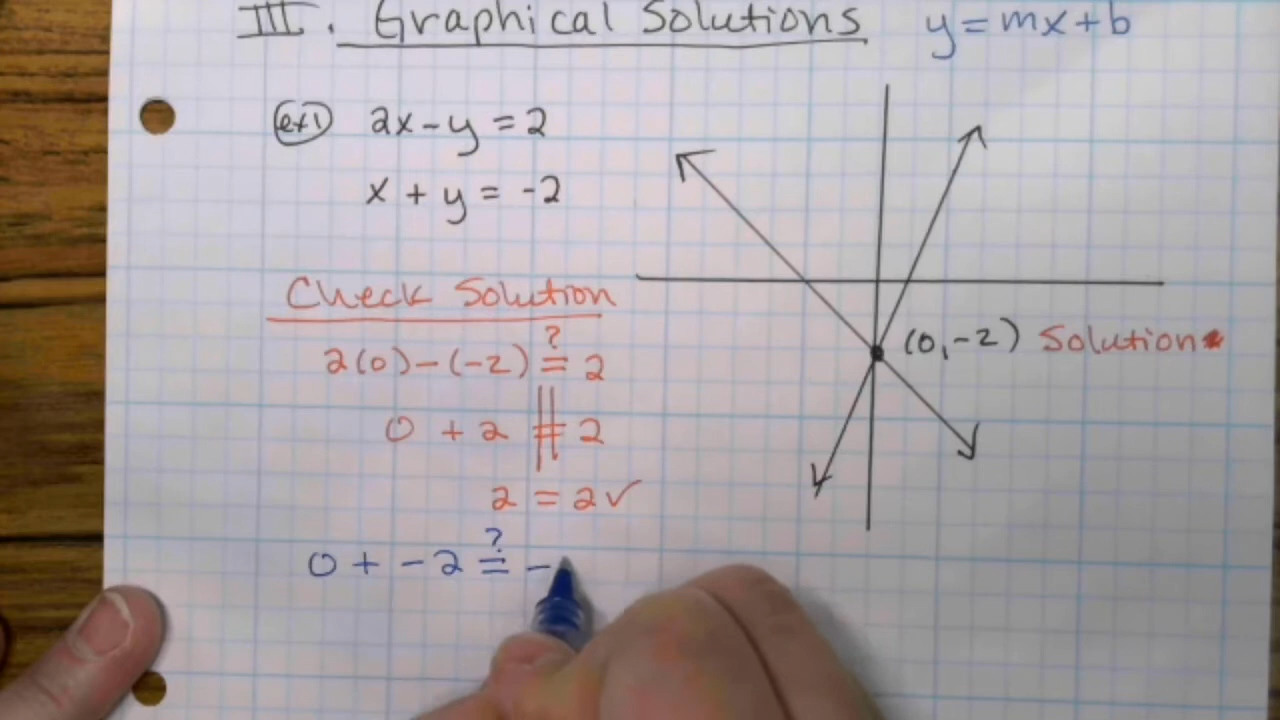 III. Graphical Solutions y=mx+b
ex1 2x-y=2
x+y=-2
Check Solution
(0,-2) Solution
2(0)-(-2)≟2
0+2=2
2=2✓
0+-2≟-